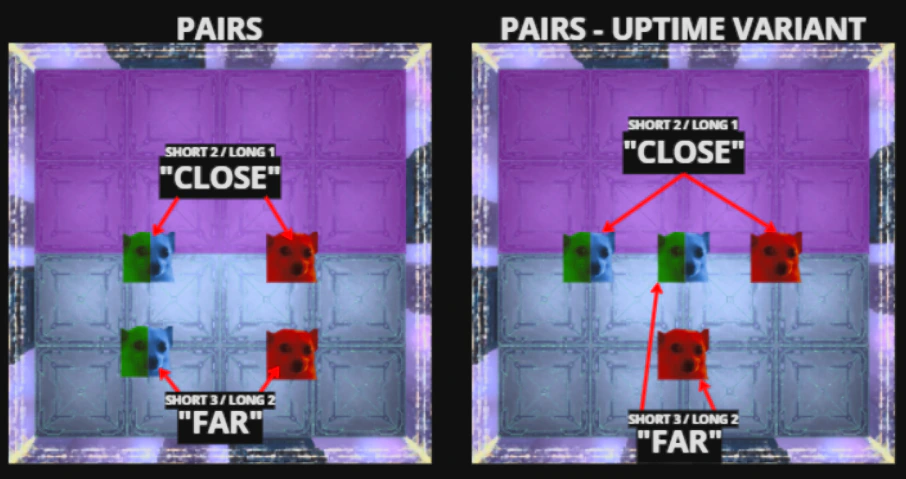 PAIRS
SHORT 2 / LONG 1
"CLOSE"
SHORT 3 / LONG 2
"FAR"
PAIRS - UPTIME VARIANT
SHORT 2 / LONG 1
"CLOSE"
SHORT 3 / LONG 2
"FAR"